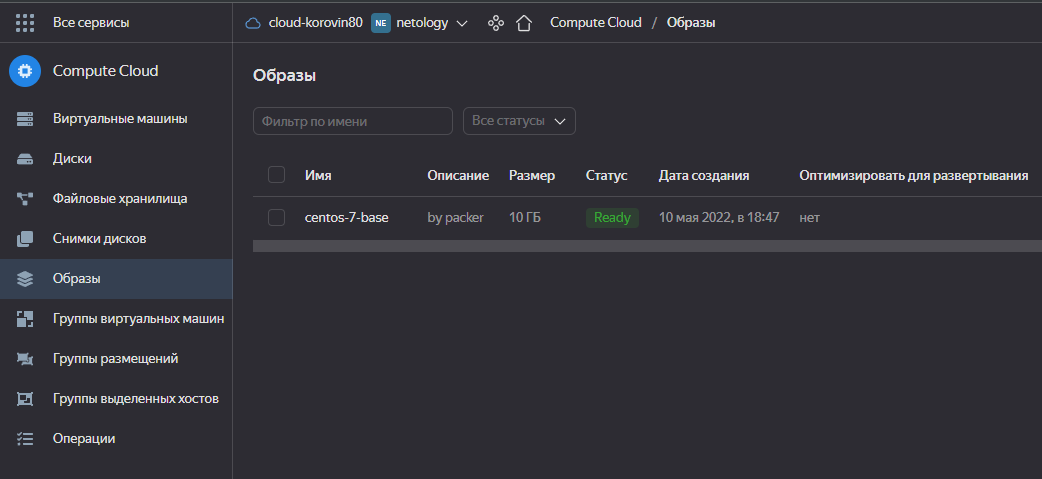 Все сервисы
cloud-korovin80 NE netology Compute Cloud / Образы
Compute Cloud
Виртуальные машины
Диски
Файловые хранилища
Снимки дисков
Образы
Группы виртуальных машин
Группы размещений
Группы выделенных хостов
Операции
Образы
Фильтр по имени Все статусы
Имя Описание Размер Статус Дата создания Оптимизировать для развертывания
centos-7-base by packer 10 ГБ Ready 10 мая 2022, в 18:47 нет